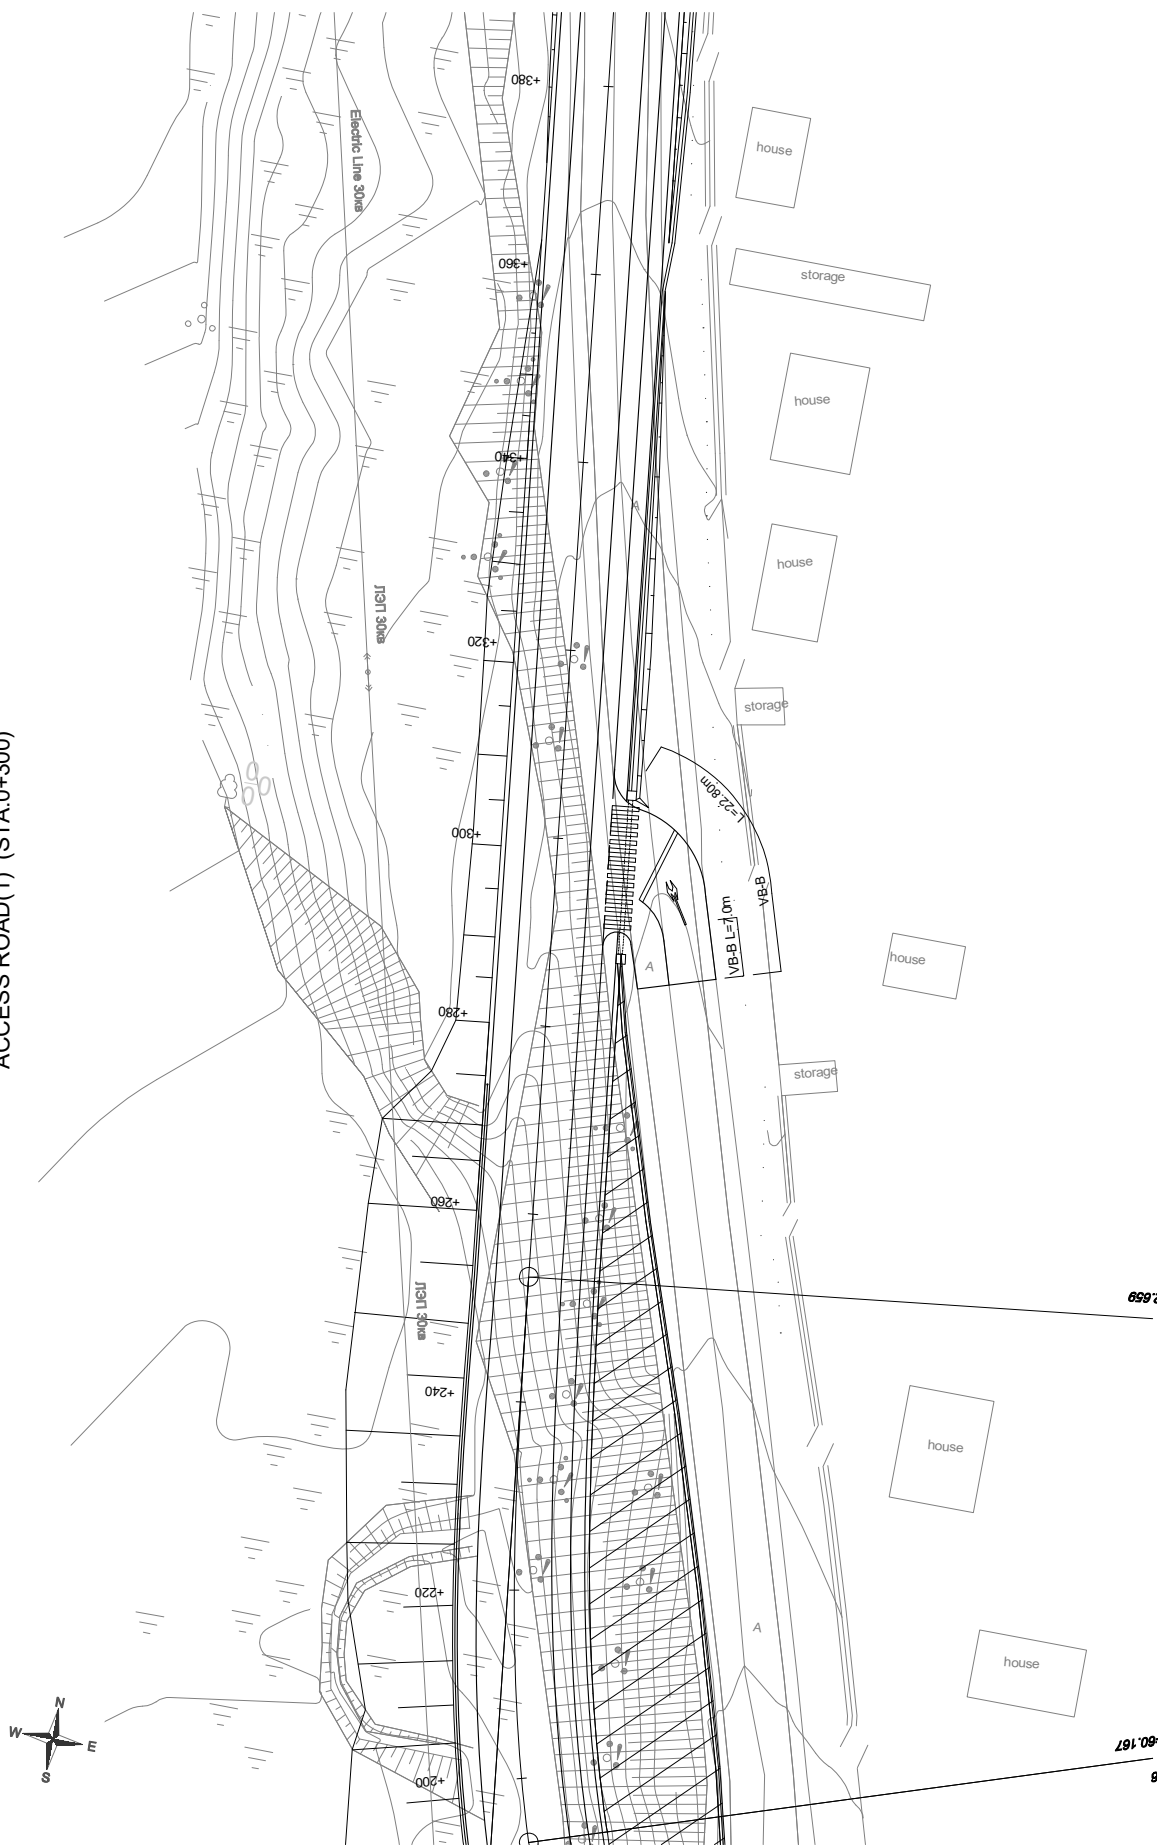 +380
Electric Line 30кв
house
+360
storage
house
+340
A
house
ЛЭП 30кв
+320
storage
ACCESS ROAD(1) (STA.0+300)
L=22.80m
+300
VB-B
VB-B L=7.0m
house
A
+280
storage
+260
ЛЭП 30кв
+240
house
+220
A
house
N
W
E
S
+200